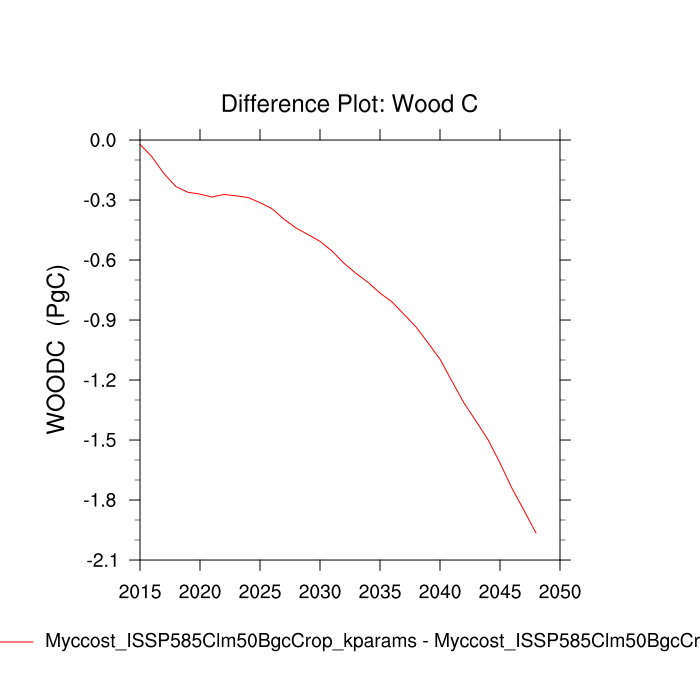 Difference Plot: Wood C
WOODC (PgC)
0.0
-0.3
-0.6
-0.9
-1.2
-1.5
-1.8
-2.1
2015 2020 2025 2030 2035 2040 2045 2050
Myccost_ISSP585Clm50BgcCrop_kparams - Myccost_ISSP585Clm50BgcCr